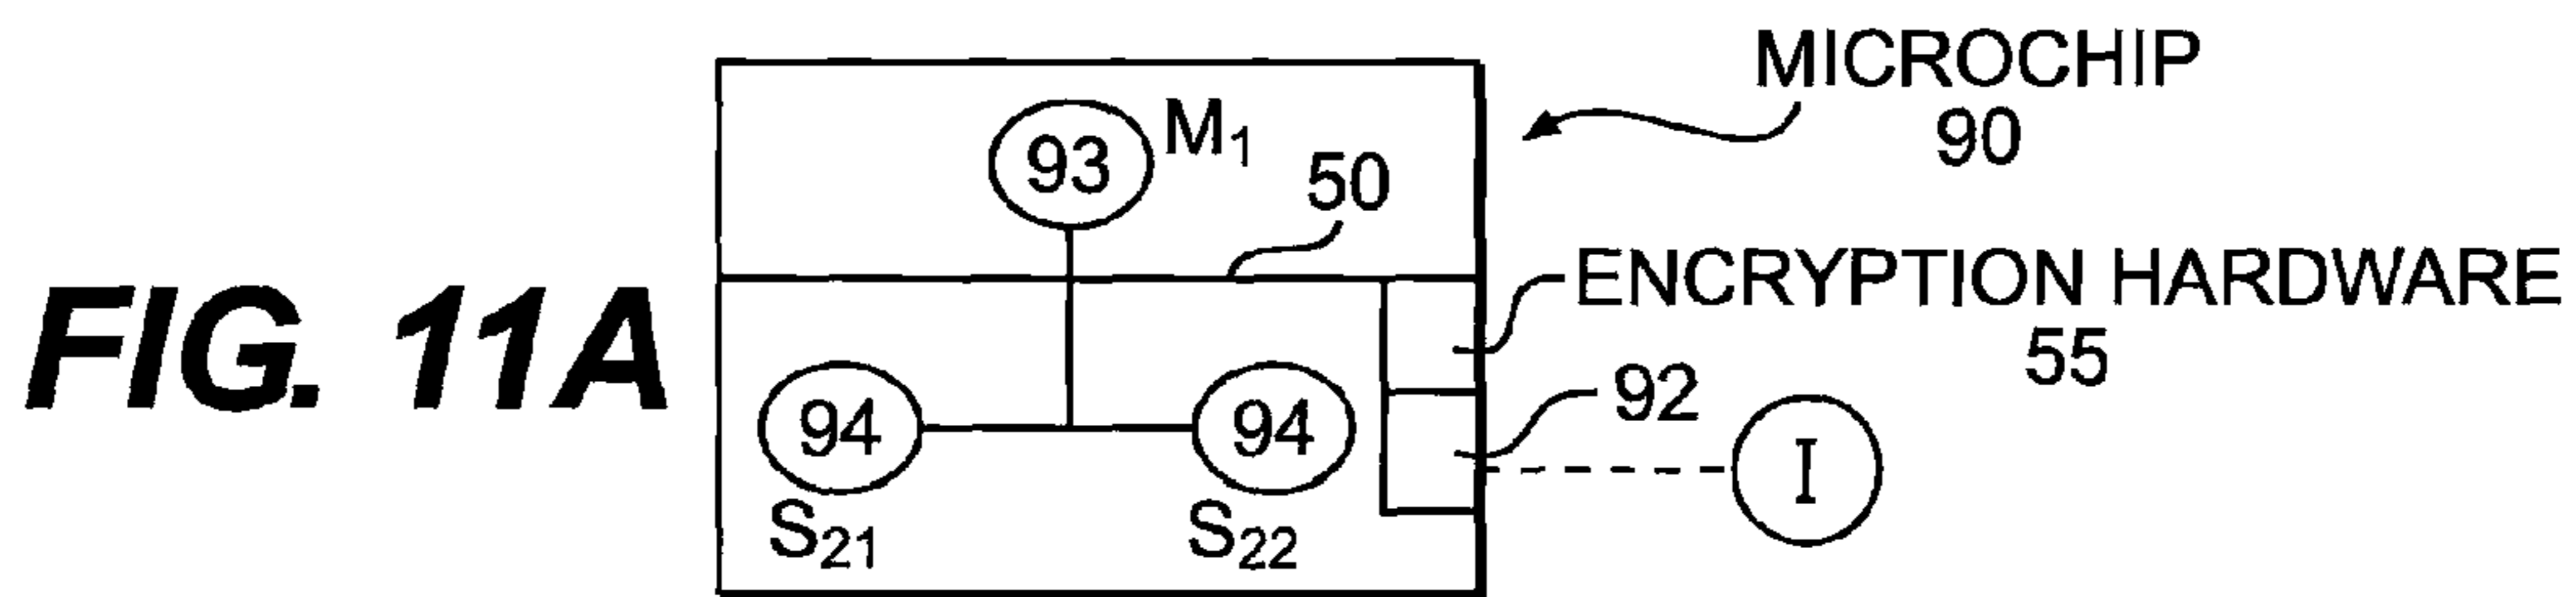 FIG. 11A
MICROCHIP
90
93 M₁
50
ENCRYPTION HARDWARE
55
92
94
94
I
S₂₁
S₂₂